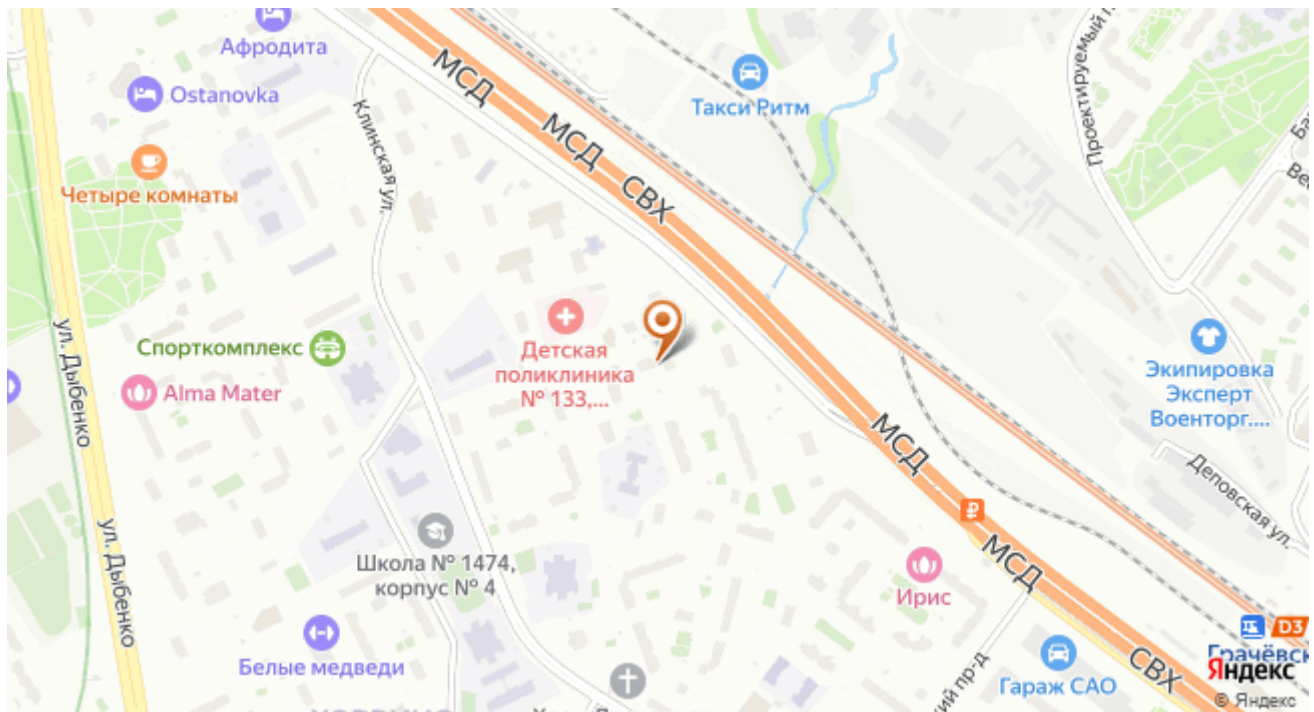 Афродита
МСД
Ostanovka
Такси Ритм
Проектируемый
Клинская ул.
МСД
СВХ
Четыре комнаты
ул. Дыбенко
Спорткомплекс
Детская
поликлиника
№ 133,...
Alma Mater
Экипировка
Эксперт
Военторг....
МСД
Деповская ул.
ул. Дыбенко
₽
Школа № 1474,
корпус № 4
МСД
Ирис
D3
Белые медведи
СВХ
Гараж САО
Грачёвск
Яндекс
© Яндекс